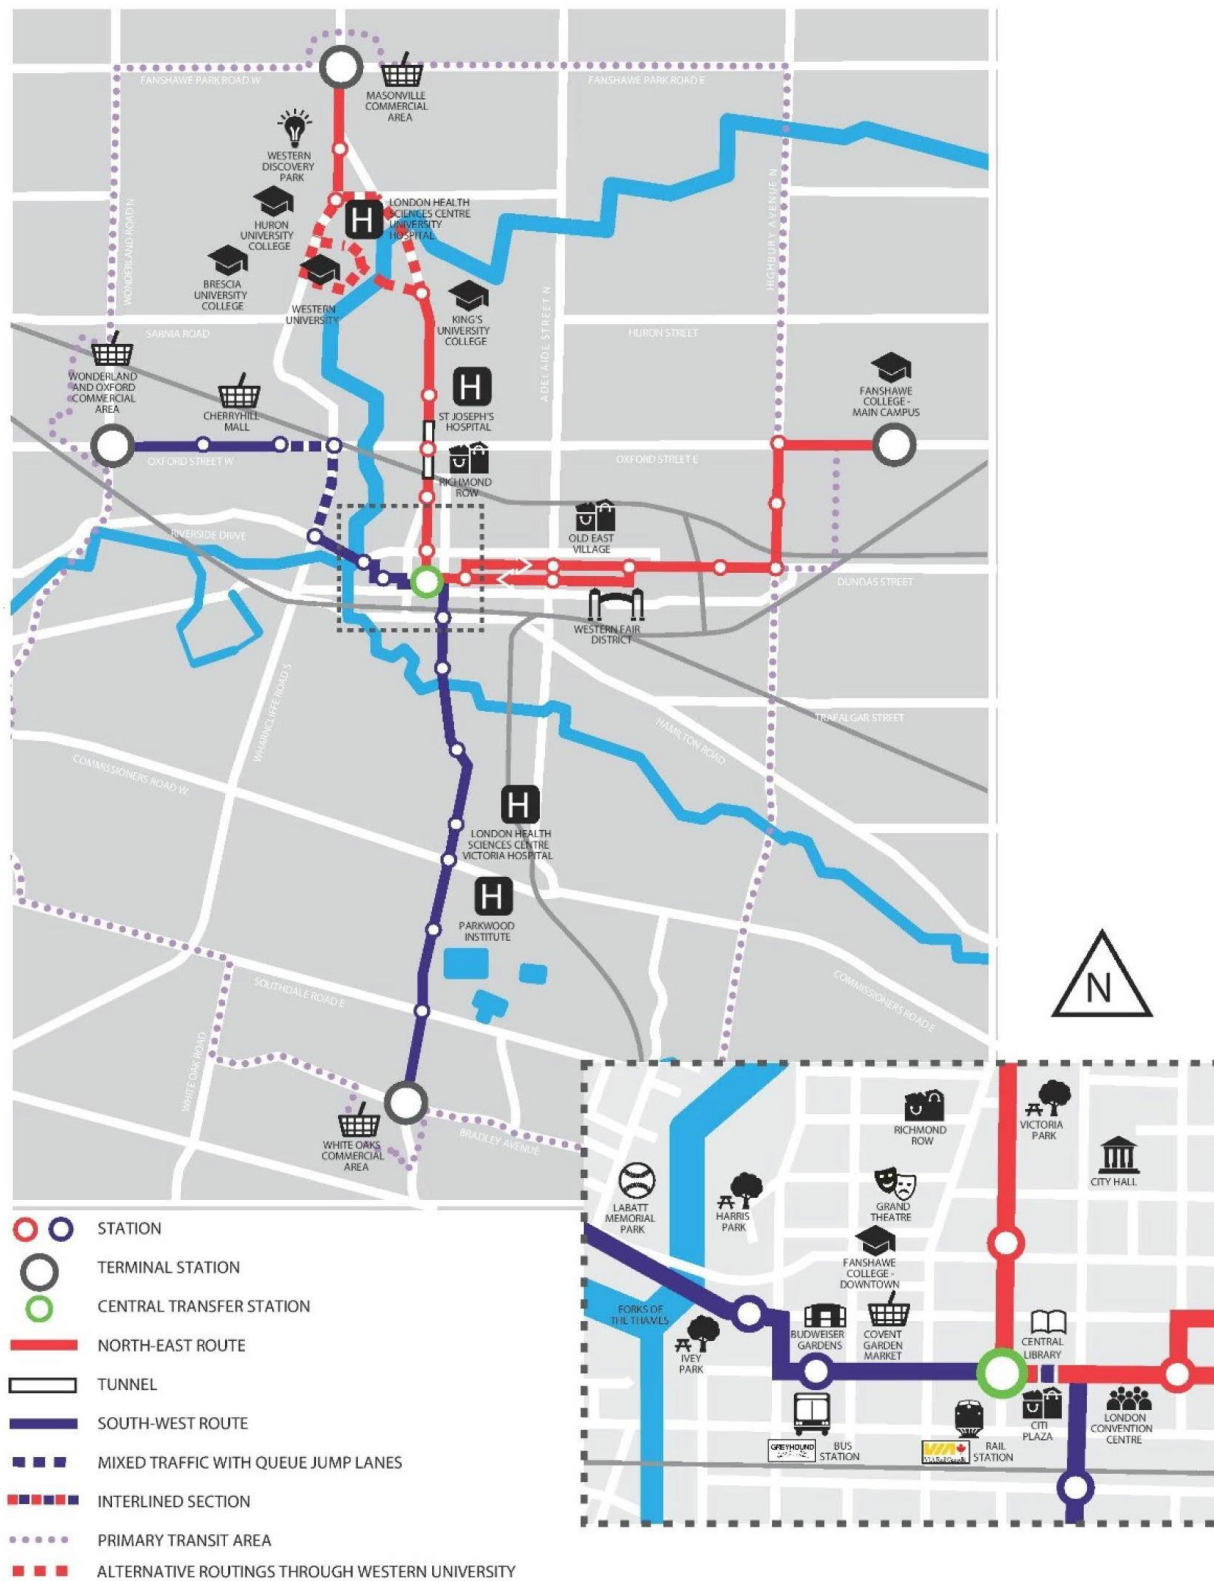 FANSHAWE PARK ROAD W
FANSHAWE PARK ROAD E
MASONVILLE
COMMERCIAL
AREA
WESTERN
DISCOVERY
PARK
LONDON HEALTH
SCIENCES CENTRE
UNIVERSITY
HOSPITAL
H
HURON
UNIVERSITY
COLLEGE
WONDERLAND ROAD N
HIGHBURY AVENUE N
BRESCIA
UNIVERSITY
COLLEGE
WESTERN
UNIVERSITY
KING'S
UNIVERSITY
COLLEGE
SARNIA ROAD
HURON STREET
ADELAIDE STREET N
WONDERLAND
AND OXFORD
COMMERCIAL
AREA
CHERRYHILL
MALL
H
ST JOSEPH'S
HOSPITAL
FANSHAWE
COLLEGE -
MAIN CAMPUS
OXFORD STREET W
OXFORD STREET E
RICHMOND
ROW
RIVERSIDE DRIVE
OLD EAST
VILLAGE
DUNDAS STREET
WESTERN FAIR
DISTRICT
WHARNCLIFFE ROAD S
TRAFALGAR STREET
HAMILTON ROAD
COMMISSIONERS ROAD W
H
LONDON HEALTH
SCIENCES CENTRE
VICTORIA HOSPITAL
H
PARKWOOD
INSTITUTE
SOUTHDALE ROAD E
COMMISSIONERS ROAD E
N
WHITE OAK ROAD
WHITE OAKS
COMMERCIAL
AREA
BRADLEY AVENUE
RICHMOND
ROW
VICTORIA
PARK
CITY HALL
LABATT
MEMORIAL
PARK
HARRIS
PARK
GRAND
THEATRE
FANSHAWE
COLLEGE -
DOWNTOWN
FORKS OF
THE THAMES
IVEY
PARK
BUDWEISER
GARDENS
COVENT
GARDEN
MARKET
CENTRAL
LIBRARY
CITI
PLAZA
LONDON
CONVENTION
CENTRE
GREYHOUND
BUS
STATION
VIA
VIA Rail Canada
RAIL
STATION
STATION
TERMINAL STATION
CENTRAL TRANSFER STATION
NORTH-EAST ROUTE
TUNNEL
SOUTH-WEST ROUTE
MIXED TRAFFIC WITH QUEUE JUMP LANES
INTERLINED SECTION
PRIMARY TRANSIT AREA
ALTERNATIVE ROUTINGS THROUGH WESTERN UNIVERSITY